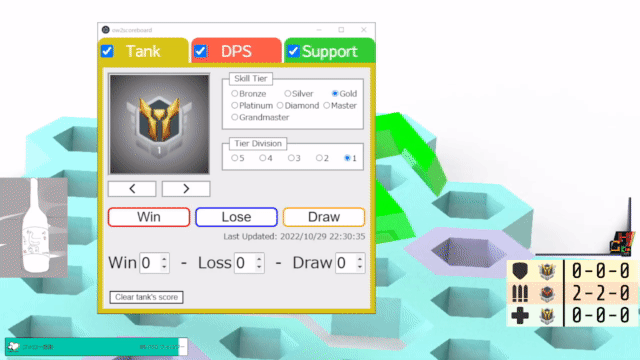 ow2scoreboard
Tank
DPS
Support
Skill Tier
Bronze Silver Gold
Platinum Diamond Master
Grandmaster
Tier Division
5 4 3 2 1
1
Win Lose Draw
Last Updated: 2022/10/29 22:30:35
Win 0 - Loss 0 - Draw 0
Clear tank's score
0-0-0
2-2-0
0-0-0